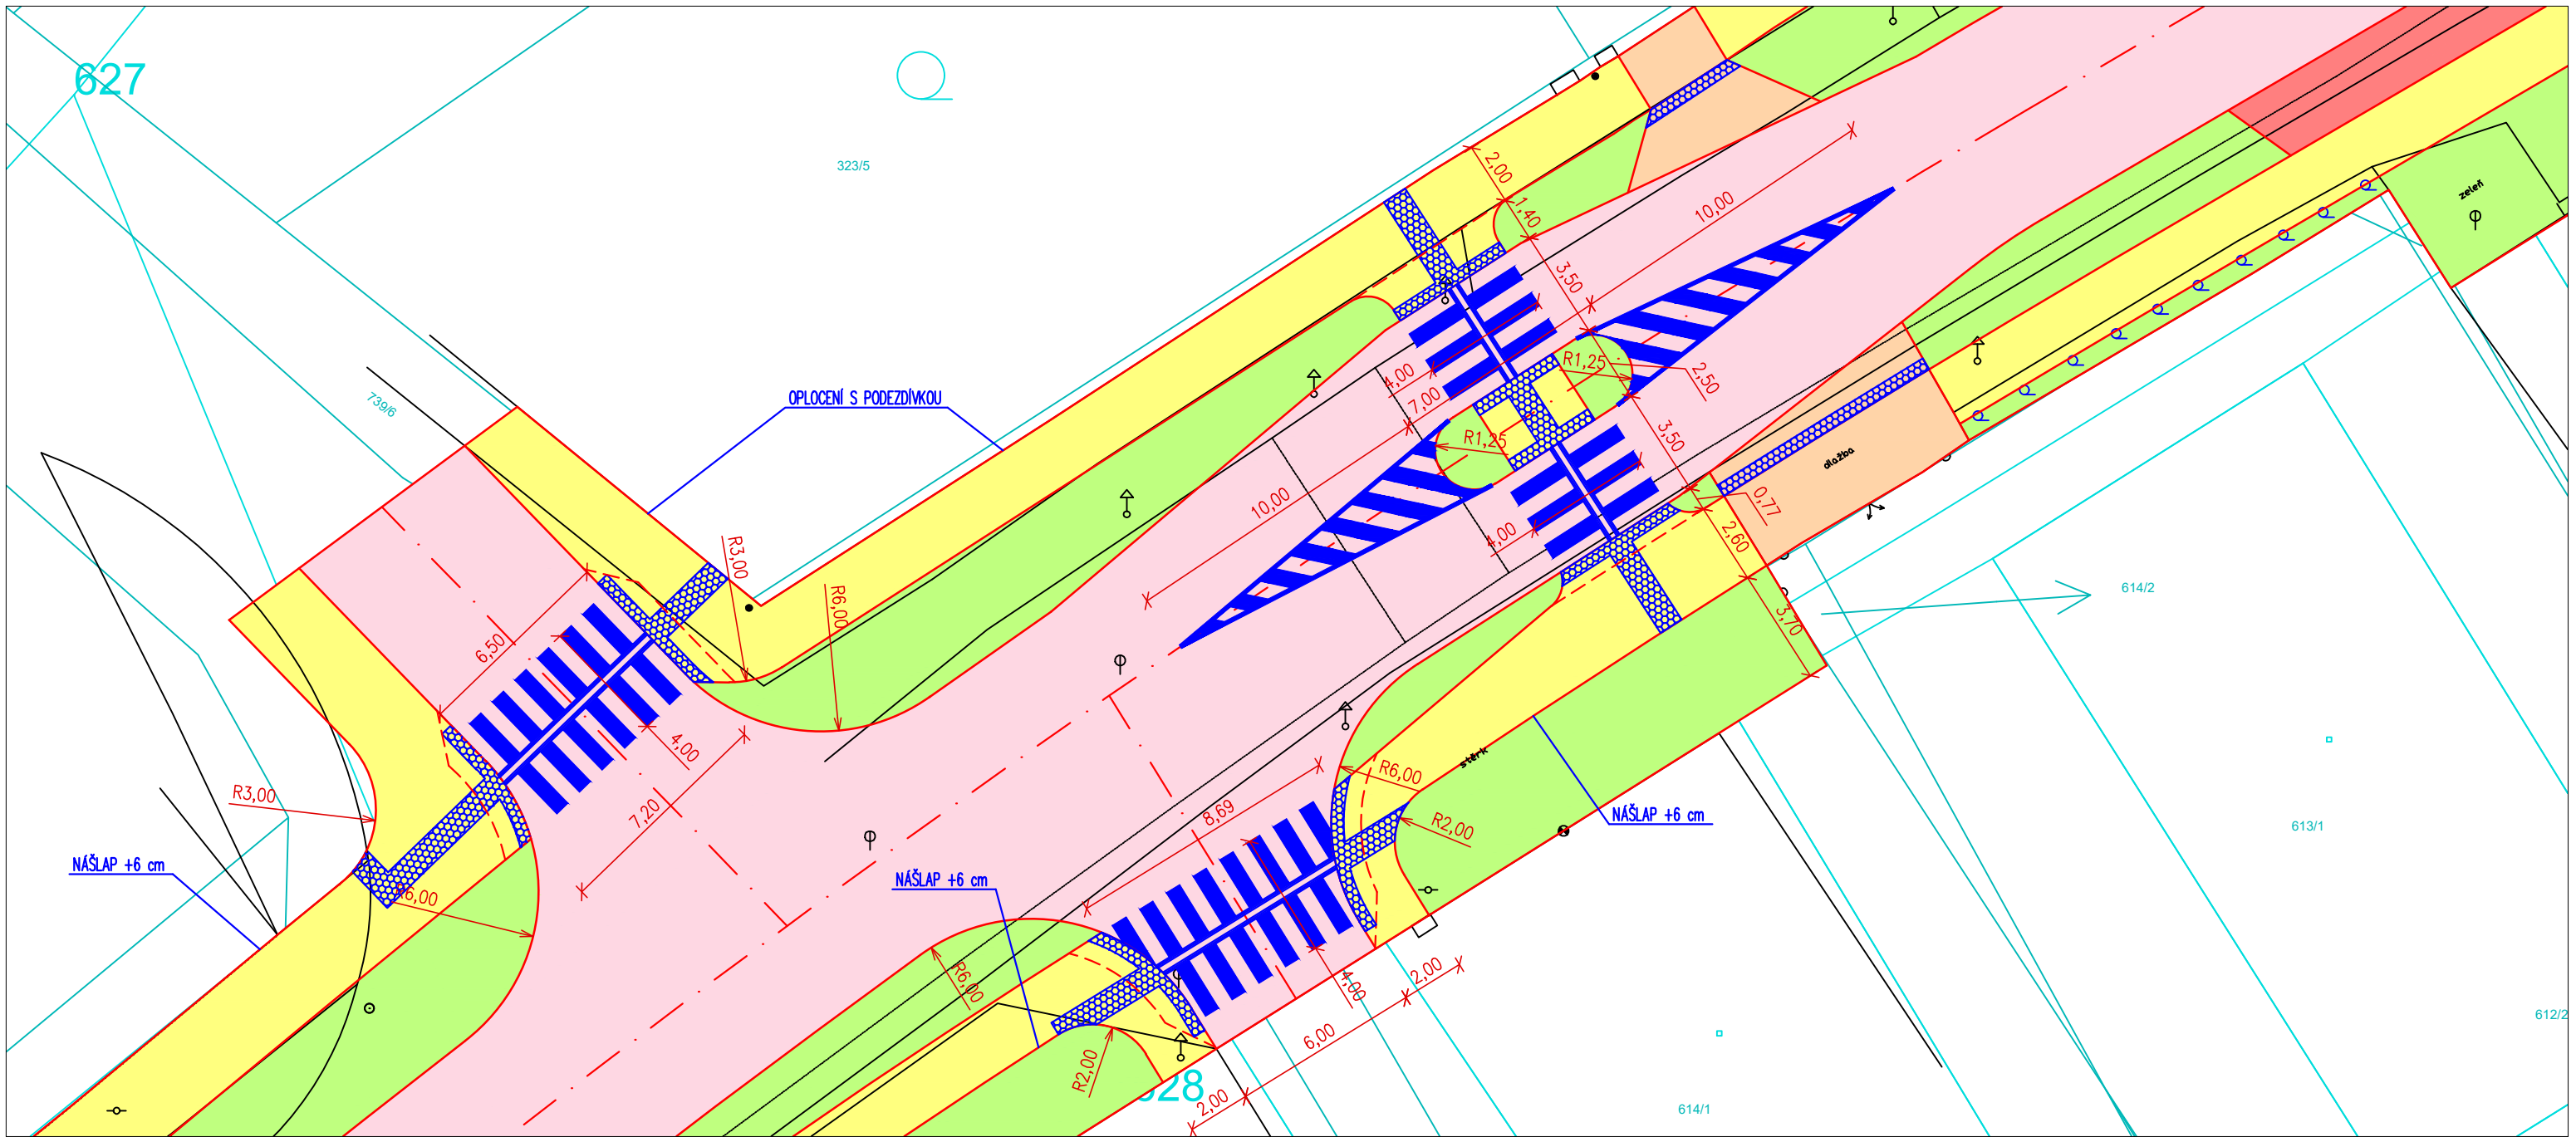 627
323/5
739/6
OPLOCENÍ S PODEZDÍVKOU
2,00
1,40
10,00
3,50
zeleň
4,00
7,00
R1,25
2,50
R1,25
3,50
dlažba
10,00
4,00
0,77
2,60
3,70
R3,00
R6,00
6,50
4,00
7,20
614/2
stěrk
R6,00
8,69
R2,00
NÁŠLAP +6 cm
613/1
R3,00
NÁŠLAP +6 cm
NÁŠLAP +6 cm
R6,00
R6,00
4,00
2,00
6,00
R2,00
2,00
612/2
614/1